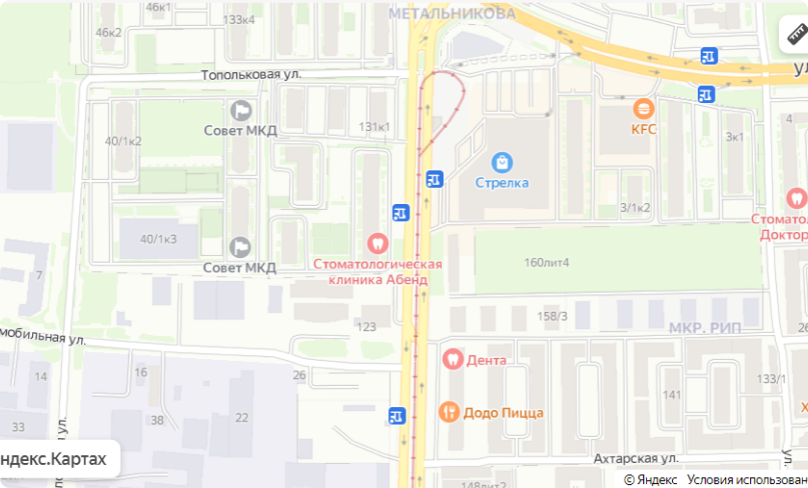 46к1
133к4
МЕТАЛЬНИКОВА
46к2
ул
Топольковая ул.
Совет МКД
131к1
40/1к2
KFC
4
3к1
Стрелка
3/1к2
Стоматоло
Доктор
40/1к3
Совет МКД
Стоматологическая
клиника Абенд
160лит4
7
158/3
123
МКР. РИП
мобильная ул.
Дента
26
14
133/1
141
38
22
Додо Пицца
Х
33
Ахтарская ул.
ул.
ндекс.Картах
148лит2
© Яндекс Условия использован